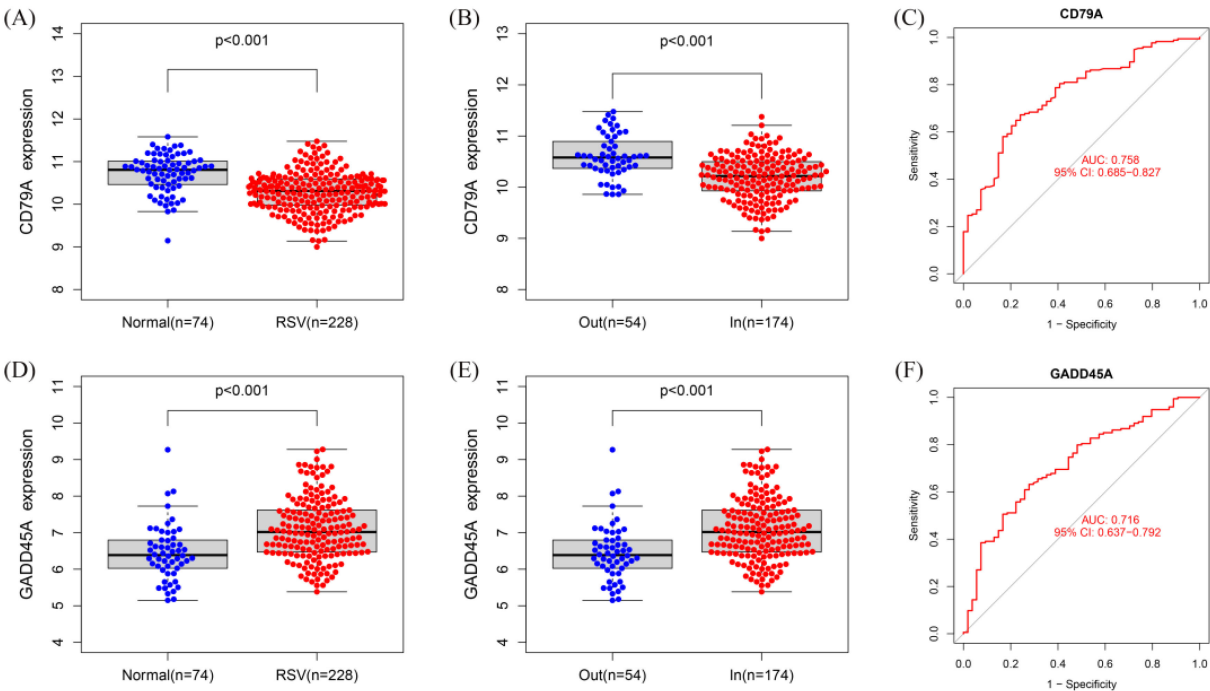 (A)
14
13
12
11
10
9
8
CD79A expression
p<0.001
Normal(n=74) RSV(n=228)
(B)
13
12
11
10
9
8
CD79A expression
p<0.001
Out(n=54) In(n=174)
(C)
CD79A
1.0
0.8
0.6
0.4
0.2
0.0
Sensitivity
AUC: 0.758
95% CI: 0.685−0.827
0.0 0.2 0.4 0.6 0.8 1.0
1 − Specificity
(D)
11
10
9
8
7
6
5
4
GADD45A expression
p<0.001
Normal(n=74) RSV(n=228)
(E)
11
10
9
8
7
6
5
4
GADD45A expression
p<0.001
Out(n=54) In(n=174)
(F)
GADD45A
1.0
0.8
0.6
0.4
0.2
0.0
Sensitivity
AUC: 0.716
95% CI: 0.637−0.792
0.0 0.2 0.4 0.6 0.8 1.0
1 − Specificity